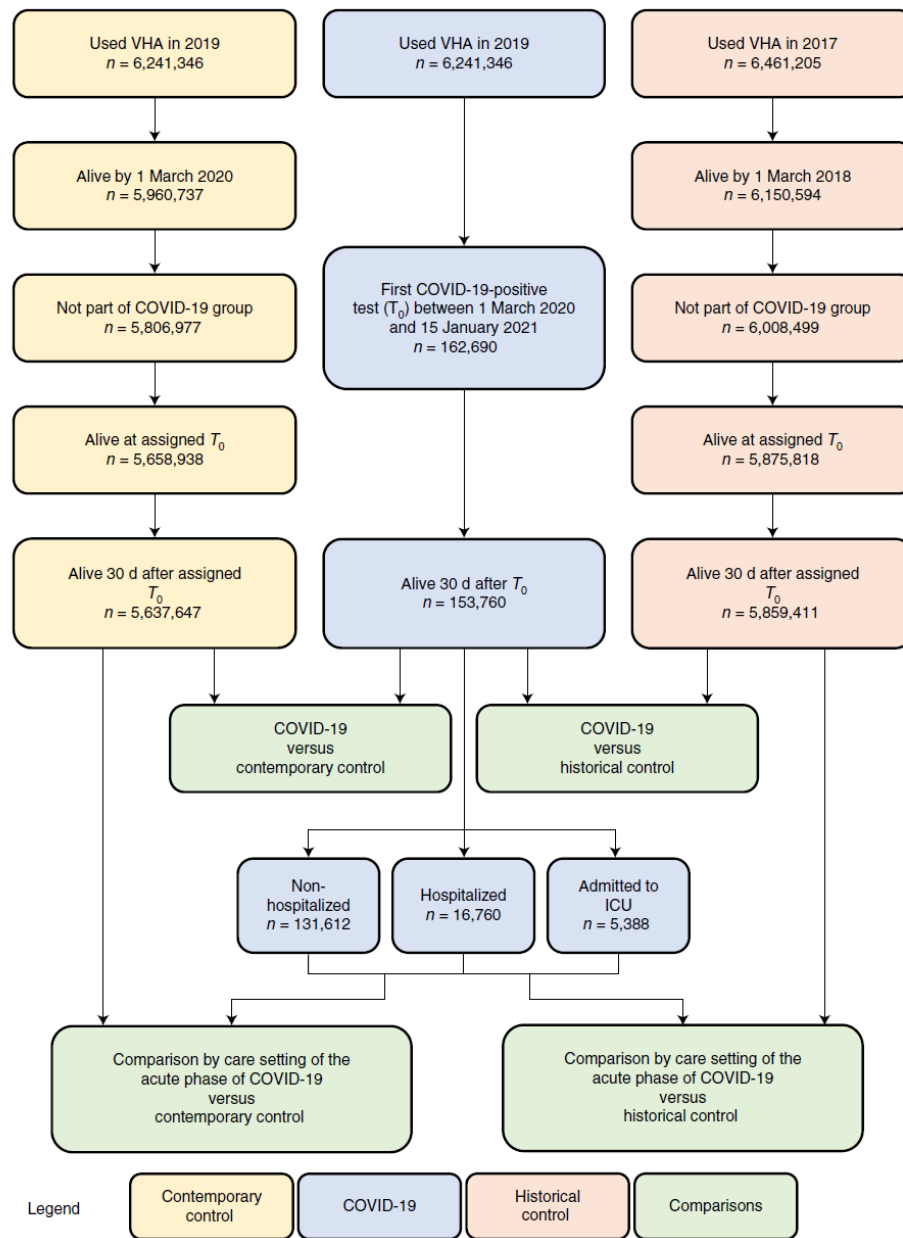 Used VHA in 2019
n = 6,241,346
Used VHA in 2019
n = 6,241,346
Used VHA in 2017
n = 6,461,205
Alive by 1 March 2020
n = 5,960,737
Alive by 1 March 2018
n = 6,150,594
Not part of COVID-19 group
n = 5,806,977
First COVID-19-positive
test (T0) between 1 March 2020
and 15 January 2021
n = 162,690
Not part of COVID-19 group
n = 6,008,499
Alive at assigned T0
n = 5,658,938
Alive at assigned T0
n = 5,875,818
Alive 30 d after assigned
T0
n = 5,637,647
Alive 30 d after T0
n = 153,760
Alive 30 d after assigned
T0
n = 5,859,411
COVID-19
versus
contemporary control
COVID-19
versus
historical control
Non-
hospitalized
n = 131,612
Hospitalized
n = 16,760
Admitted to
ICU
n = 5,388
Comparison by care setting of the
acute phase of COVID-19
versus
contemporary control
Comparison by care setting of the
acute phase of COVID-19
versus
historical control
Legend
Contemporary
control
COVID-19
Historical
control
Comparisons